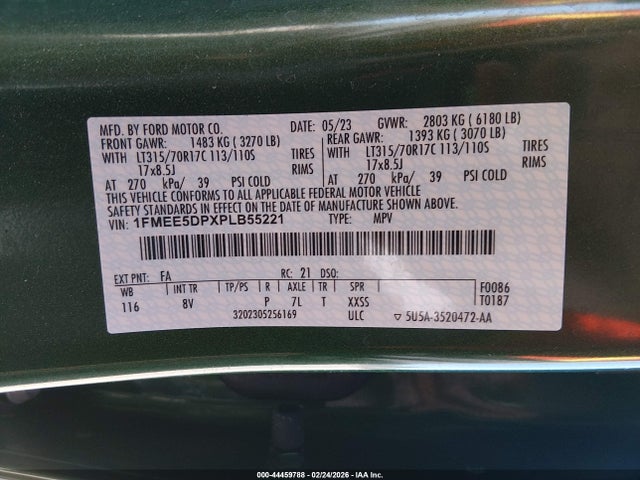 MFD. BY FORD MOTOR CO. DATE: 05/23 GVWR: 2803 KG ( 6180 LB)
FRONT GAWR: 1483 KG ( 3270 LB) REAR GAWR: 1393 KG ( 3070 LB)
WITH LT315/70R17C 113/110S TIRES LT315/70R17C 113/110S TIRES
17x8.5J RIMS 17x8.5J RIMS
AT 270 kPa/ 39 PSI COLD AT 270 kPa/ 39 PSI COLD
THIS VEHICLE CONFORMS TO ALL APPLICABLE FEDERAL MOTOR VEHICLE
SAFETY STANDARDS IN EFFECT ON THE DATE OF MANUFACTURE SHOWN ABOVE.
VIN: 1FMEE5DPXPLB55221 TYPE: MPV
EXT PNT: FA RC: 21 DSO: F0086
WB INT TR TP/PS R AXLE TR SPR T0187
116 8V P 7L T XXSS
3202305256169 ULC ▽ 5U5A-3520472-AA
000-44459788 - 02/24/2026 - IAA Inc.